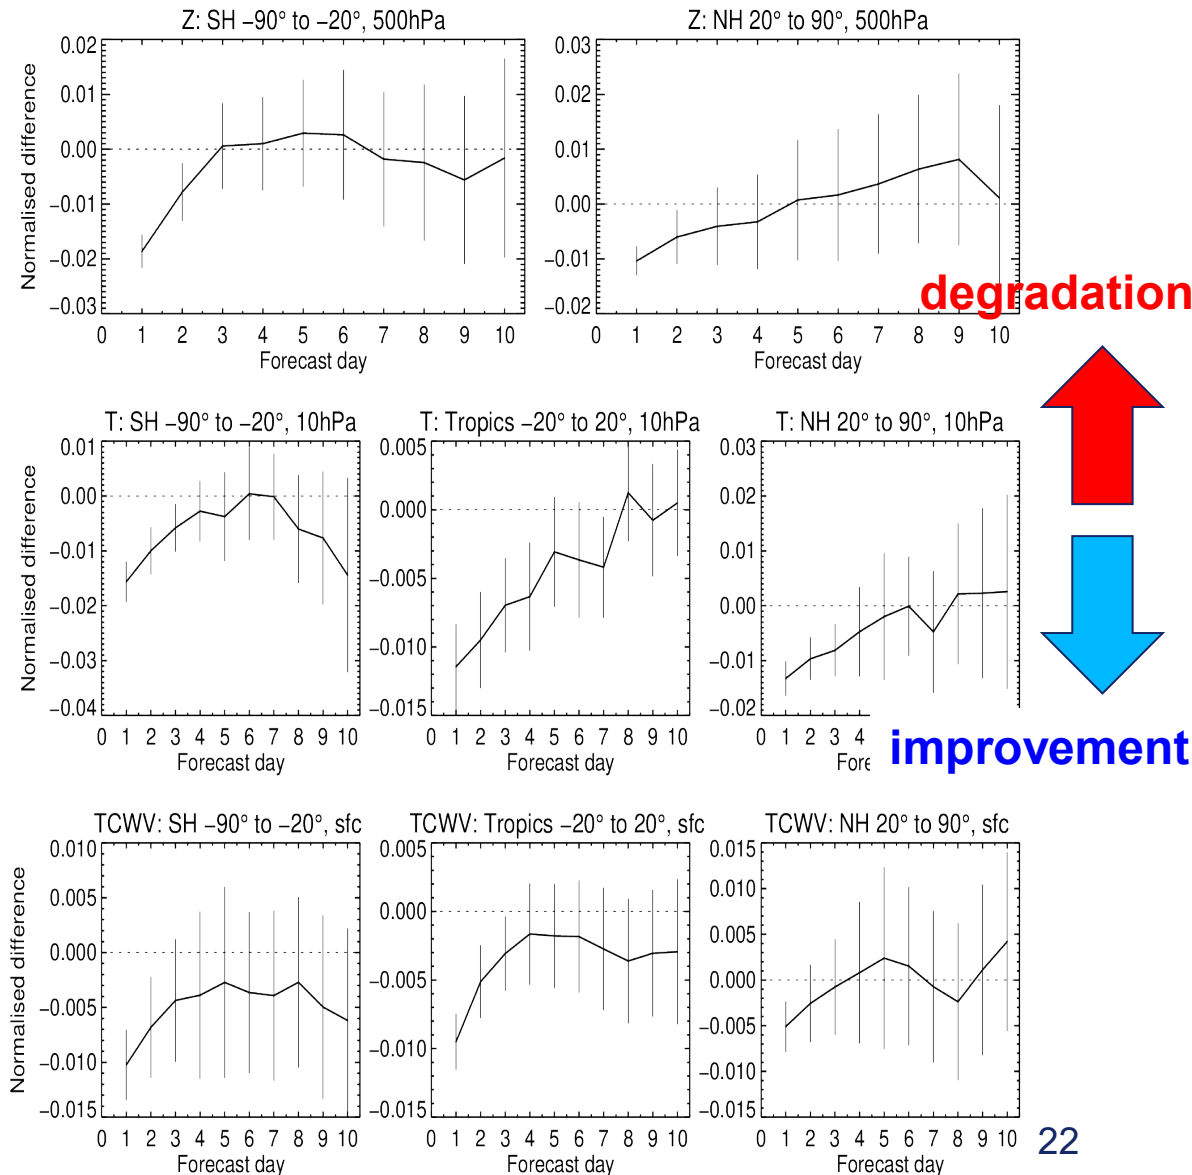 Z: SH −90° to −20°, 500hPa
Z: NH 20° to 90°, 500hPa
Normalised difference
0.02
0.01
0.00
−0.01
−0.02
−0.03
0 1 2 3 4 5 6 7 8 9 10
Forecast day
0.03
0.02
0.01
0.00
−0.01
−0.02
0 1 2 3 4 5 6 7 8 9 10
Forecast day
degradation
T: SH −90° to −20°, 10hPa
T: Tropics −20° to 20°, 10hPa
T: NH 20° to 90°, 10hPa
Normalised difference
0.01
0.00
−0.01
−0.02
−0.03
−0.04
0 1 2 3 4 5 6 7 8 9 10
Forecast day
0.005
0.000
−0.005
−0.010
−0.015
0 1 2 3 4 5 6 7 8 9 10
Forecast day
0.03
0.02
0.01
0.00
−0.01
−0.02
0 1 2 3 4
Fore
improvement
TCWV: SH −90° to −20°, sfc
TCWV: Tropics −20° to 20°, sfc
TCWV: NH 20° to 90°, sfc
Normalised difference
0.010
0.005
0.000
−0.005
−0.010
−0.015
0 1 2 3 4 5 6 7 8 9 10
Forecast day
0.005
0.000
−0.005
−0.010
−0.015
0 1 2 3 4 5 6 7 8 9 10
Forecast day
0.015
0.010
0.005
0.000
−0.005
−0.010
−0.015
0 1 2 3 4 5 6 7 8 9 10
Forecast day
22